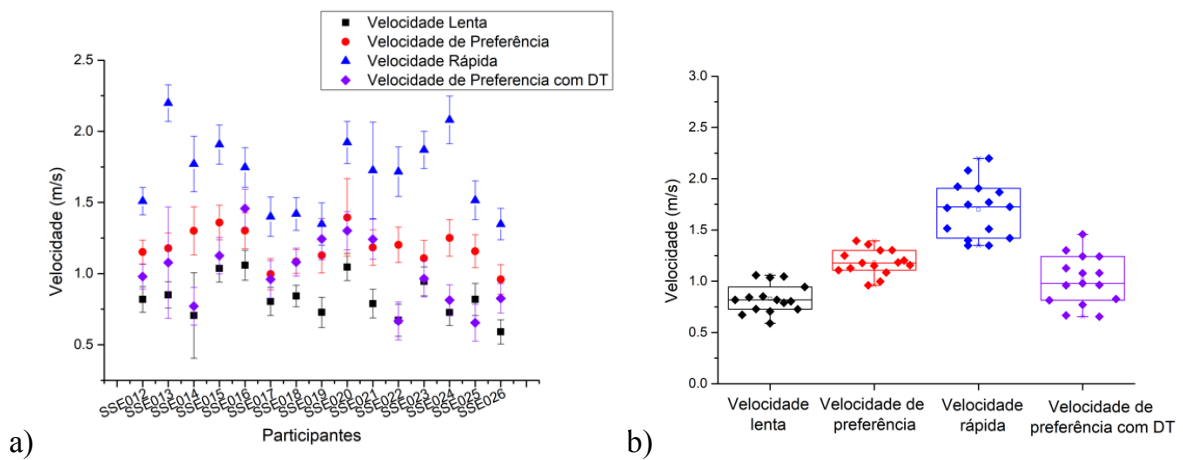 Velocidade Lenta
Velocidade de Preferência
Velocidade Rápida
Velocidade de Preferencia com DT
2.5
2.0
1.5
1.0
0.5
Velocidade (m/s)
SSE012
SSE013
SSE014
SSE015
SSE016
SSE017
SSE018
SSE019
SSE020
SSE021
SSE022
SSE023
SSE024
SSE025
SSE026
Participantes
a)
3.0
2.5
2.0
1.5
1.0
0.5
0.0
Velocidade (m/s)
Velocidade
lenta
Velocidade de
preferência
Velocidade
rápida
Velocidade de
preferência com DT
b)